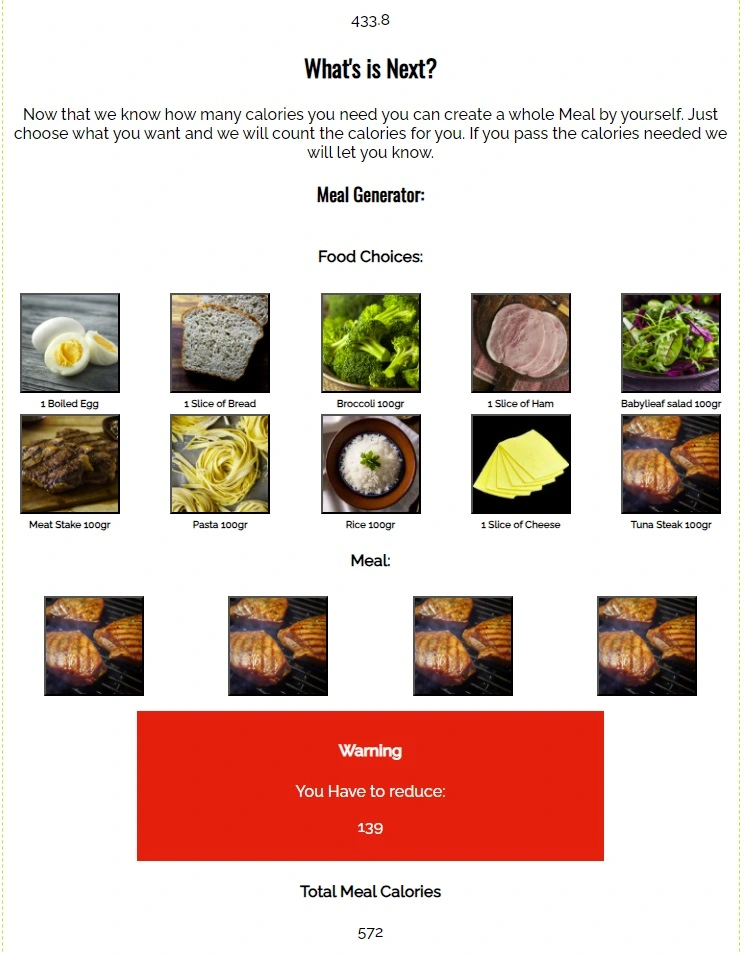 433.8
What's is Next?
Now that we know how many calories you need you can create a whole Meal by yourself. Just
choose what you want and we will count the calories for you. If you pass the calories needed we
will let you know.
Meal Generator:
Food Choices:
1 Boiled Egg
1 Slice of Bread
Broccoli 100gr
1 Slice of Ham
Babylieaf salad 100gr
Meat Stake 100gr
Pasta 100gr
Rice 100gr
1 Slice of Cheese
Tuna Steak 100gr
Meal:
Warning
You Have to reduce:
139
Total Meal Calories
572